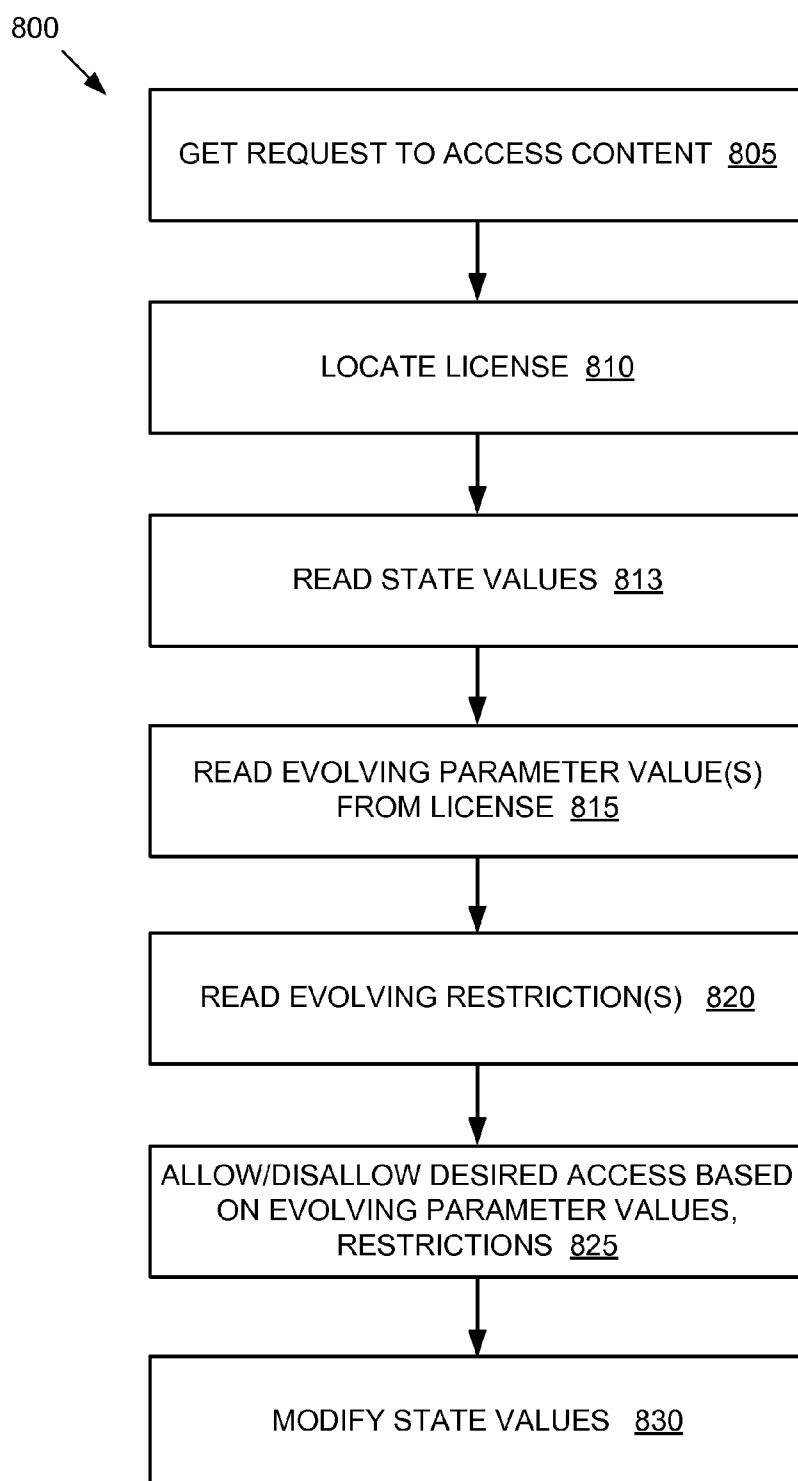 800
GET REQUEST TO ACCESS CONTENT 805
LOCATE LICENSE 810
READ STATE VALUES 813
READ EVOLVING PARAMETER VALUE(S)
FROM LICENSE 815
READ EVOLVING RESTRICTION(S) 820
ALLOW/DISALLOW DESIRED ACCESS BASED
ON EVOLVING PARAMETER VALUES,
RESTRICTIONS 825
MODIFY STATE VALUES 830